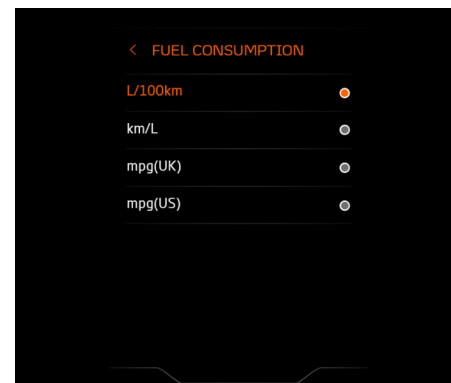 < FUEL CONSUMPTION
L/100km
km/L
mpg(UK)
mpg(US)